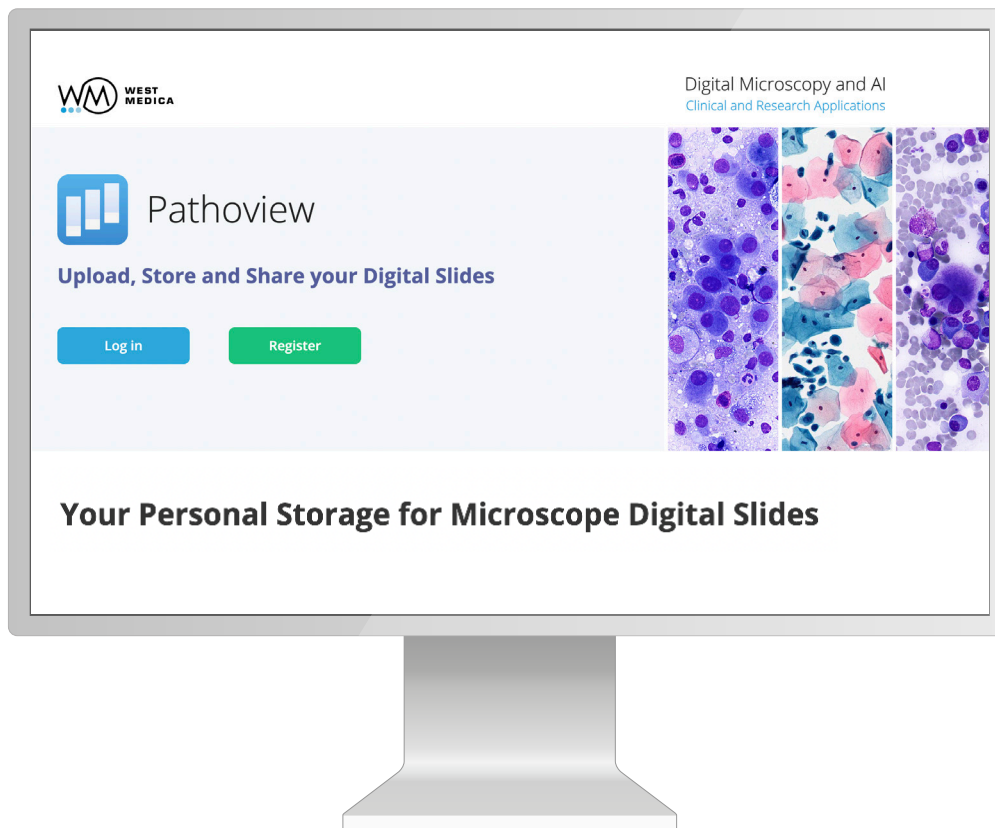 WM WEST
MEDICA
Digital Microscopy and AI
Clinical and Research Applications
Pathoview
Upload, Store and Share your Digital Slides
Log in
Register
Your Personal Storage for Microscope Digital Slides